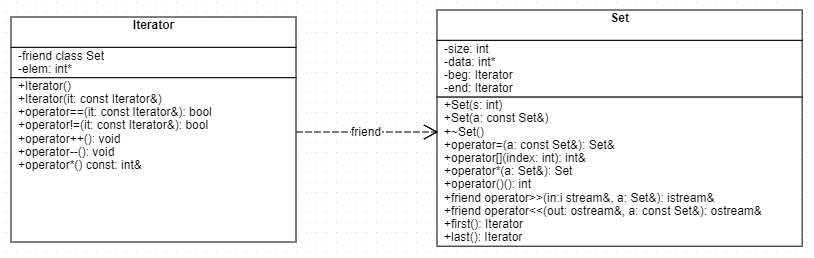 Iterator
-friend class Set
-elem: int*
+Iterator()
+Iterator(it: const Iterator&)
+operator==(it: const Iterator&): bool
+operator!=(it: const Iterator&): bool
+operator++(): void
+operator--(): void
+operator*() const: int&
friend
Set
-size: int
-data: int*
-beg: Iterator
-end: Iterator
+Set(s: int)
+Set(a: const Set&)
+~Set()
+operator=(a: const Set&): Set&
+operator[](index: int): int&
+operator*(a: Set&): Set
+operator()(): int
+friend operator>>(in:i stream&, a: Set&): istream&
+friend operator<<(out: ostream&, a: const Set&): ostream&
+first(): Iterator
+last(): Iterator